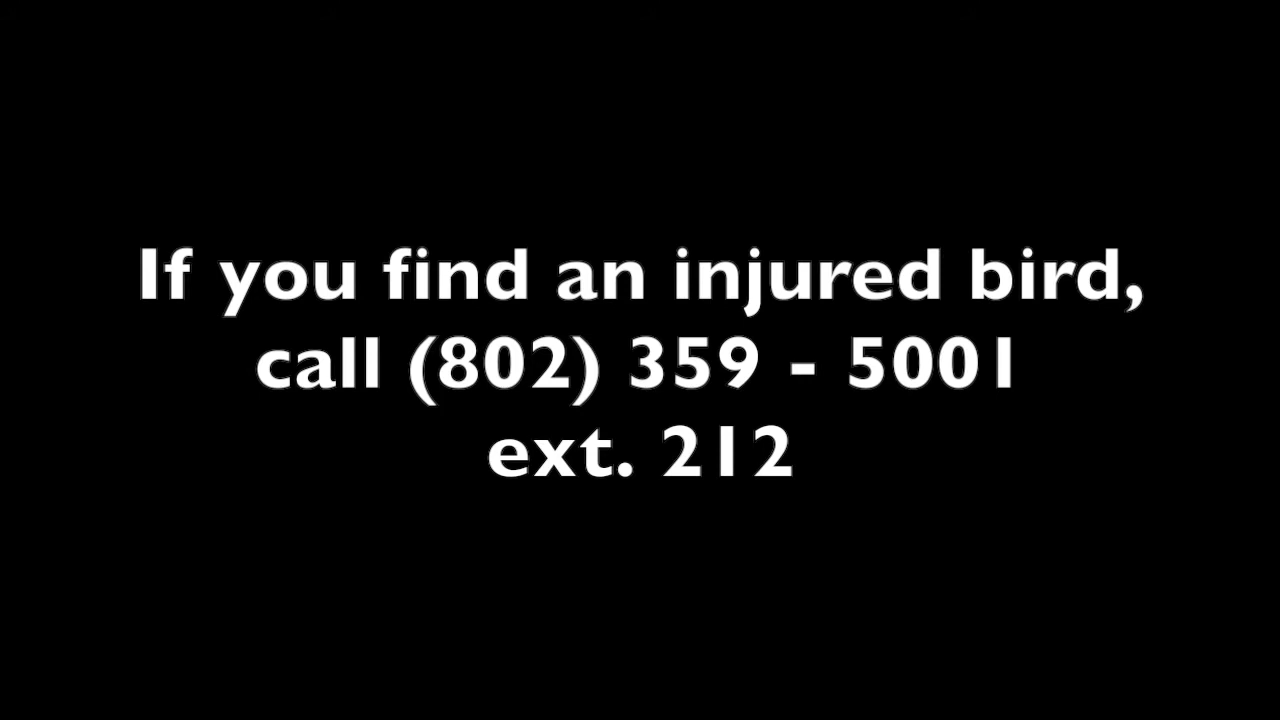 If you find an injured bird,
call (802) 359 - 5001
ext. 212